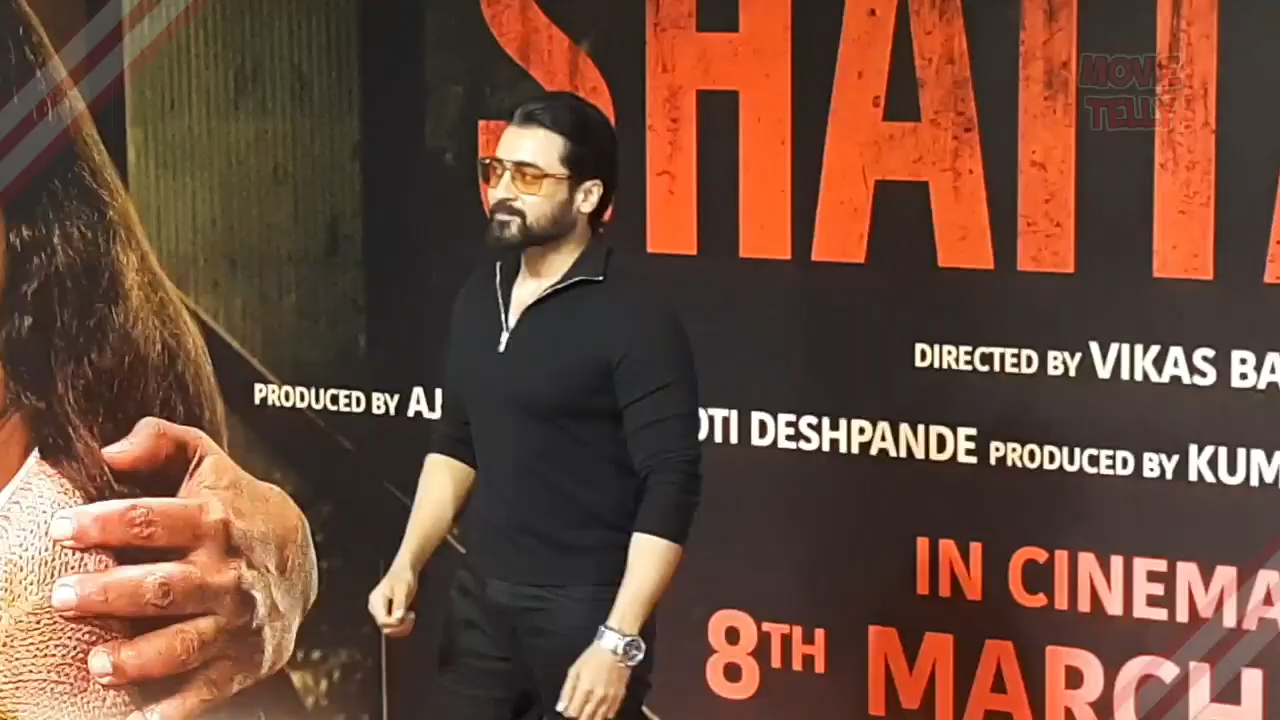 SHAITA
MOVIE
TELLY
DIRECTED BY VIKAS BA
PRODUCED BY AJ
OTI DESHPANDE PRODUCED BY KUM
IN CINEMA
8TH MARCH